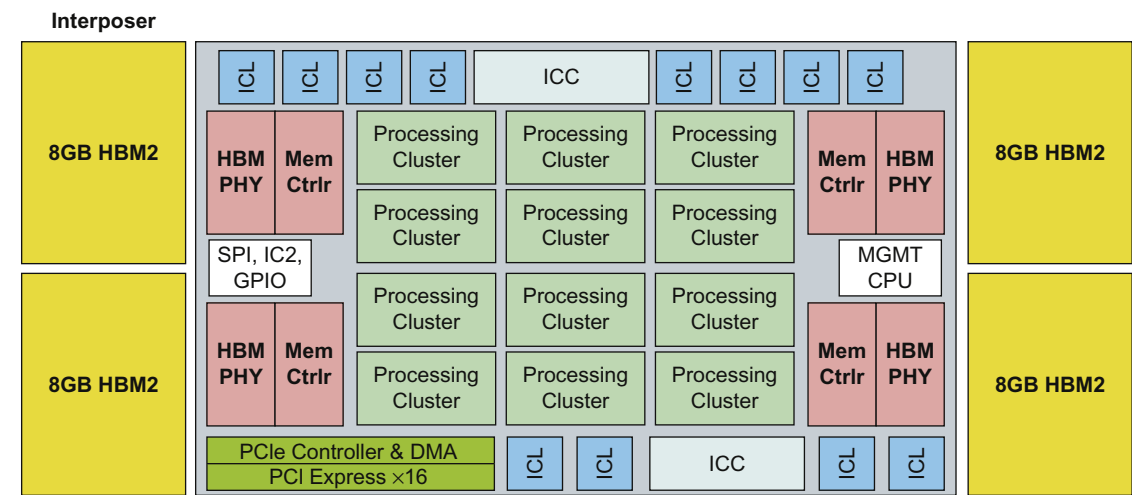 Interposer
ICL
ICL
ICL
ICL
ICC
ICL
ICL
ICL
ICL
8GB HBM2
HBM
PHY
Mem
Ctrlr
Processing
Cluster
Processing
Cluster
Processing
Cluster
Mem
Ctrlr
HBM
PHY
8GB HBM2
Processing
Cluster
Processing
Cluster
Processing
Cluster
SPI, IC2,
GPIO
MGMT
CPU
8GB HBM2
HBM
PHY
Mem
Ctrlr
Processing
Cluster
Processing
Cluster
Processing
Cluster
Mem
Ctrlr
HBM
PHY
8GB HBM2
Processing
Cluster
Processing
Cluster
Processing
Cluster
PCIe Controller & DMA
PCI Express ×16
ICL
ICL
ICC
ICL
ICL